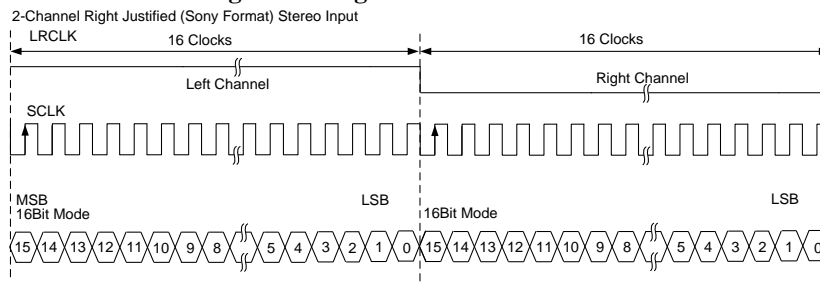 2-Channel Right Justified (Sony Format) Stereo Input
LRCLK
16 Clocks
16 Clocks
Left Channel
Right Channel
SCLK
MSB
LSB
LSB
16Bit Mode
16Bit Mode
15 14 13 12 11 10 9 8 5 4 3 2 1 0 15 14 13 12 11 10 9 8 5 4 3 2 1 0